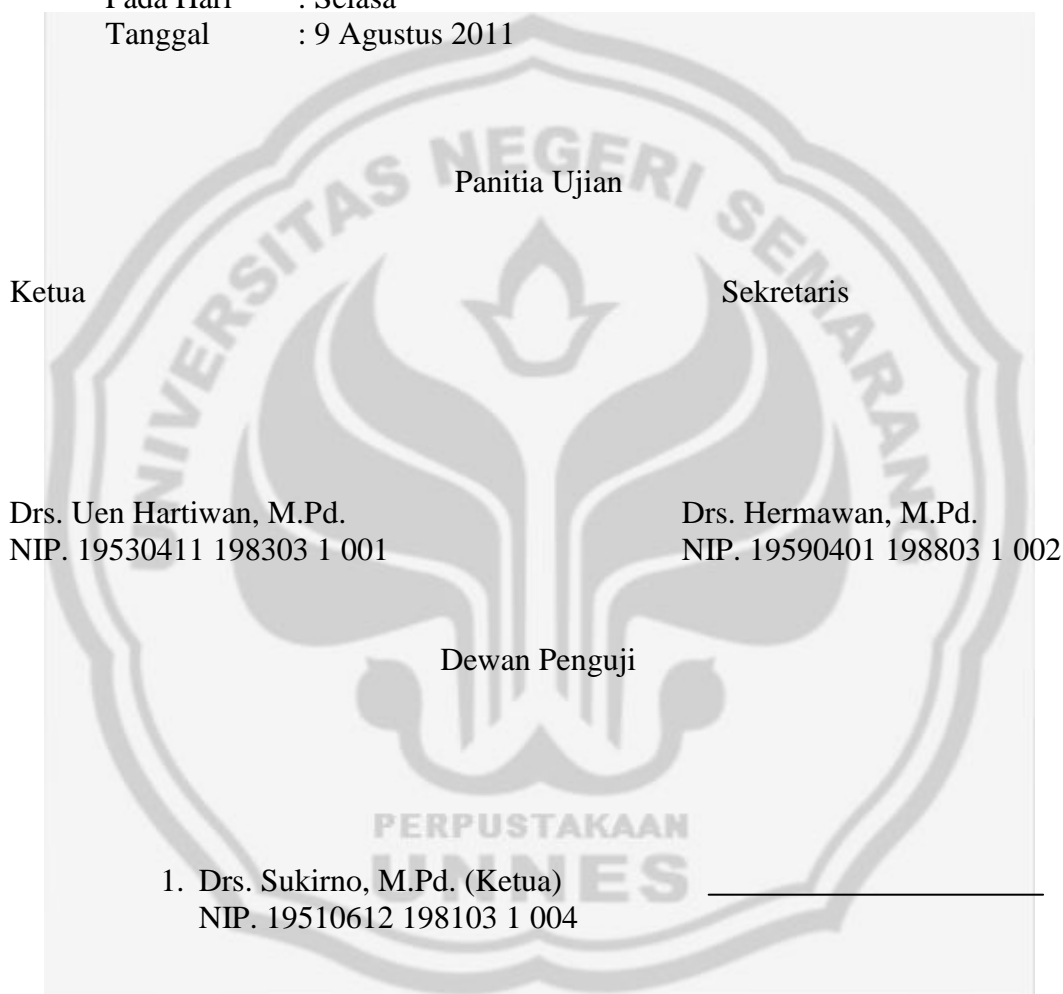 Pada Hari : Selasa
Tanggal : 9 Agustus 2011
UNIVERSITAS NEGERI SEMARANG
Panitia Ujian
Ketua Sekretaris
Drs. Uen Hartiwan, M.Pd. Drs. Hermawan, M.Pd.
NIP. 19530411 198303 1 001 NIP. 19590401 198803 1 002
Dewan Penguji
PERPUSTAKAAN
UNNES
1. Drs. Sukirno, M.Pd. (Ketua)
NIP. 19510612 198103 1 004